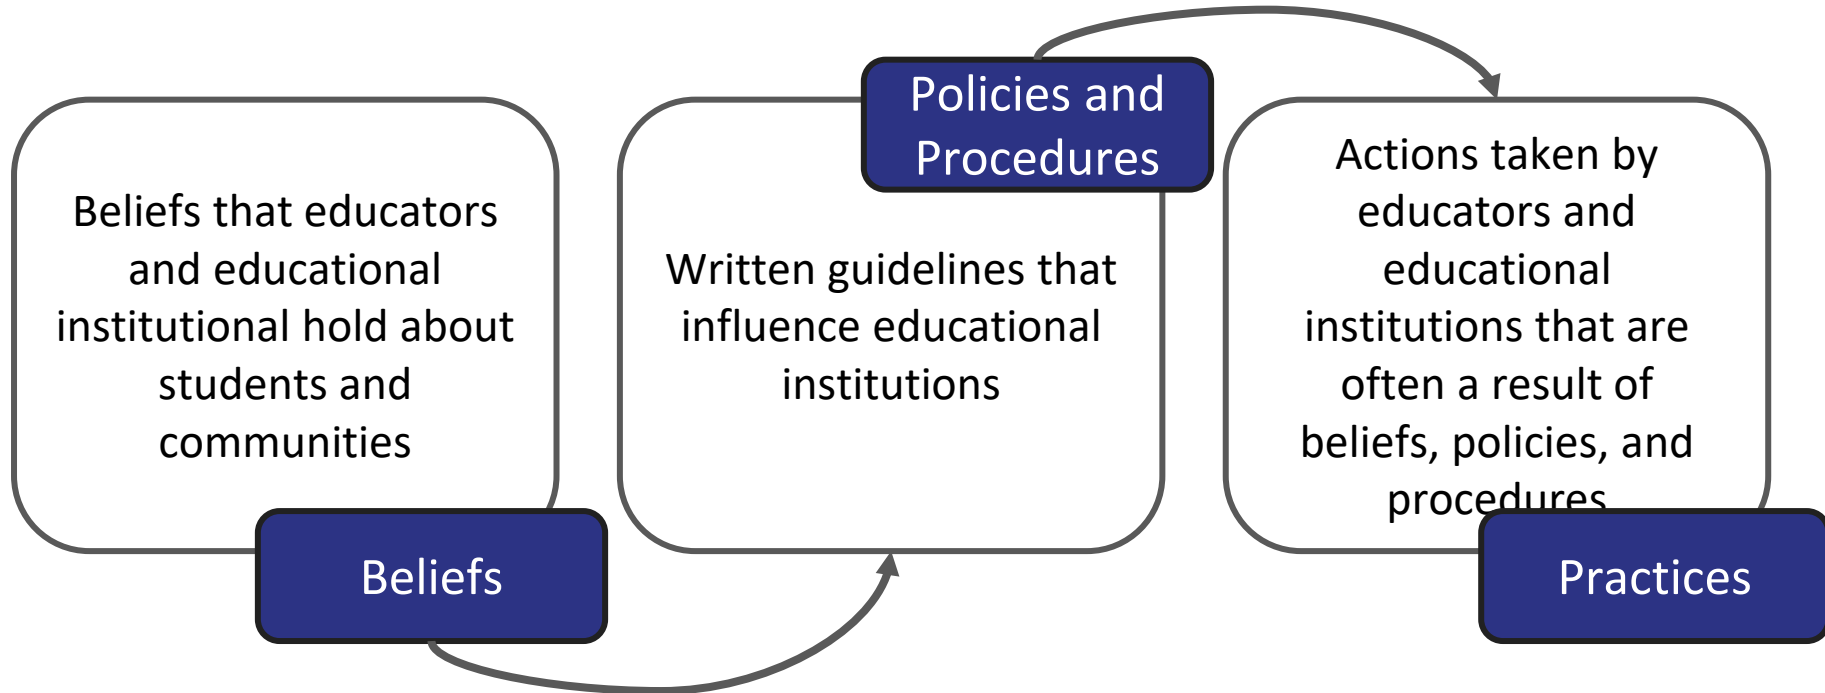 Beliefs that educators
and educational
institutional hold about
students and
communities
Beliefs
Policies and
Procedures
Written guidelines that
influence educational
institutions
Actions taken by
educators and
educational
institutions that are
often a result of
beliefs, policies, and
procedures
Practices